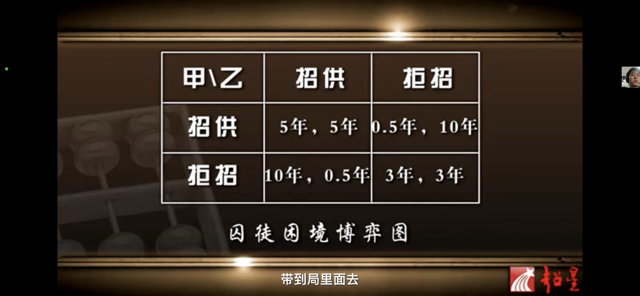 甲\乙 招供 拒招
招供 5年，5年 0.5年，10年
拒招 10年，0.5年 3年，3年
囚徒困境博弈图
带到局里面去
超星